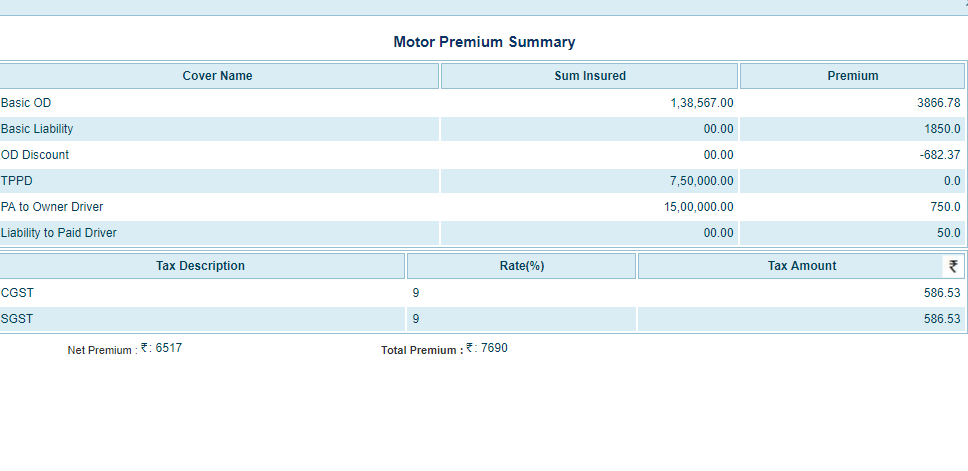 Motor Premium Summary
Cover Name Sum Insured Premium
Basic OD 1,38,567.00 3866.78
Basic Liability 00.00 1850.0
OD Discount 00.00 -682.37
TPPD 7,50,000.00 0.0
PA to Owner Driver 15,00,000.00 750.0
Liability to Paid Driver 00.00 50.0
Tax Description Rate(%) Tax Amount ₹
CGST 9 586.53
SGST 9 586.53
Net Premium : ₹ : 6517 Total Premium : ₹ : 7690